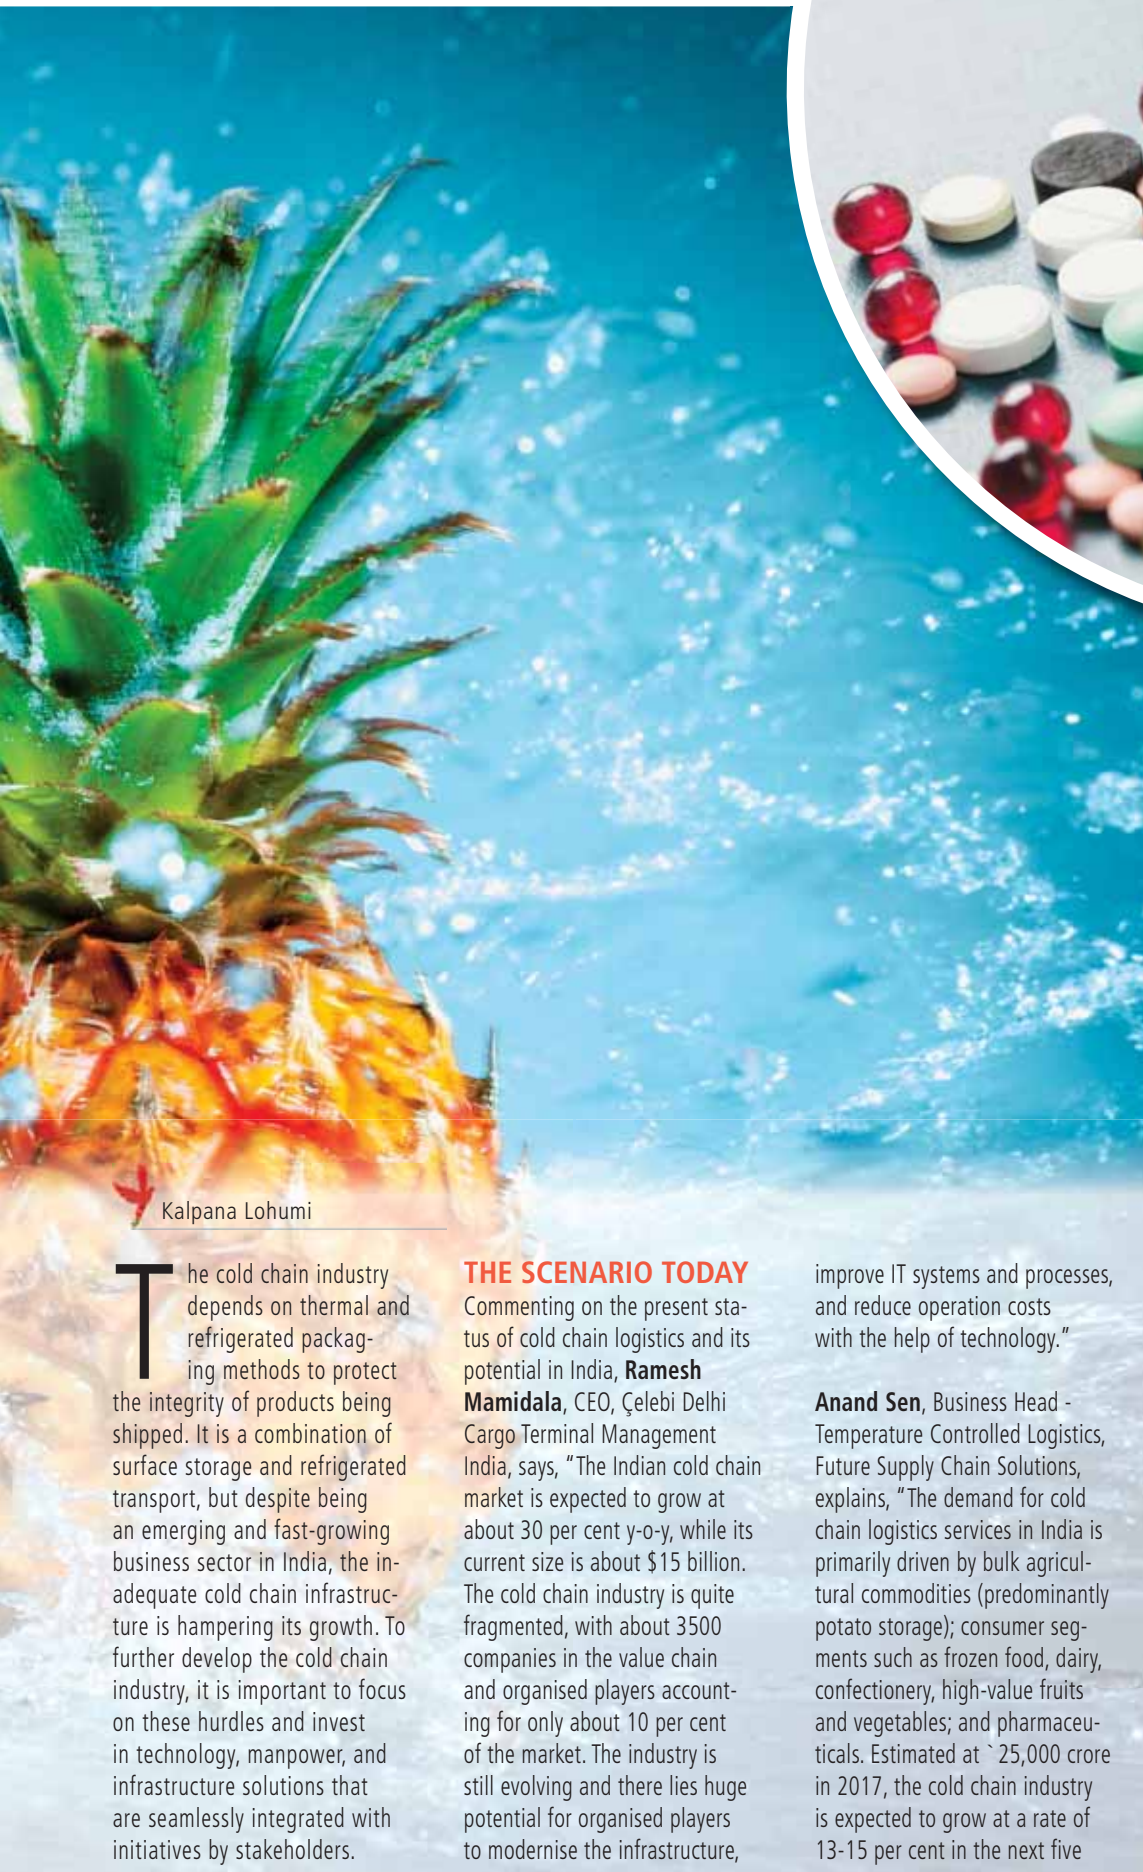 Kalpana Lohumi
The cold chain industry
depends on thermal and
refrigerated packag-
ing methods to protect
the integrity of products being
shipped. It is a combination of
surface storage and refrigerated
transport, but despite being
an emerging and fast-growing
business sector in India, the in-
adequate cold chain infrastruc-
ture is hampering its growth. To
further develop the cold chain
industry, it is important to focus
on these hurdles and invest
in technology, manpower, and
infrastructure solutions that
are seamlessly integrated with
initiatives by stakeholders.
THE SCENARIO TODAY
Commenting on the present sta-
tus of cold chain logistics and its
potential in India, Ramesh
Mamidala, CEO, Çelebi Delhi
Cargo Terminal Management
India, says, “The Indian cold chain
market is expected to grow at
about 30 per cent y-o-y, while its
current size is about $15 billion.
The cold chain industry is quite
fragmented, with about 3500
companies in the value chain
and organised players account-
ing for only about 10 per cent
of the market. The industry is
still evolving and there lies huge
potential for organised players
to modernise the infrastructure,
improve IT systems and processes,
and reduce operation costs
with the help of technology.”
Anand Sen, Business Head -
Temperature Controlled Logistics,
Future Supply Chain Solutions,
explains, “The demand for cold
chain logistics services in India is
primarily driven by bulk agricul-
tural commodities (predominantly
potato storage); consumer seg-
ments such as frozen food, dairy,
confectionery, high-value fruits
and vegetables; and pharmaceu-
ticals. Estimated at `25,000 crore
in 2017, the cold chain industry
is expected to grow at a rate of
13-15 per cent in the next five